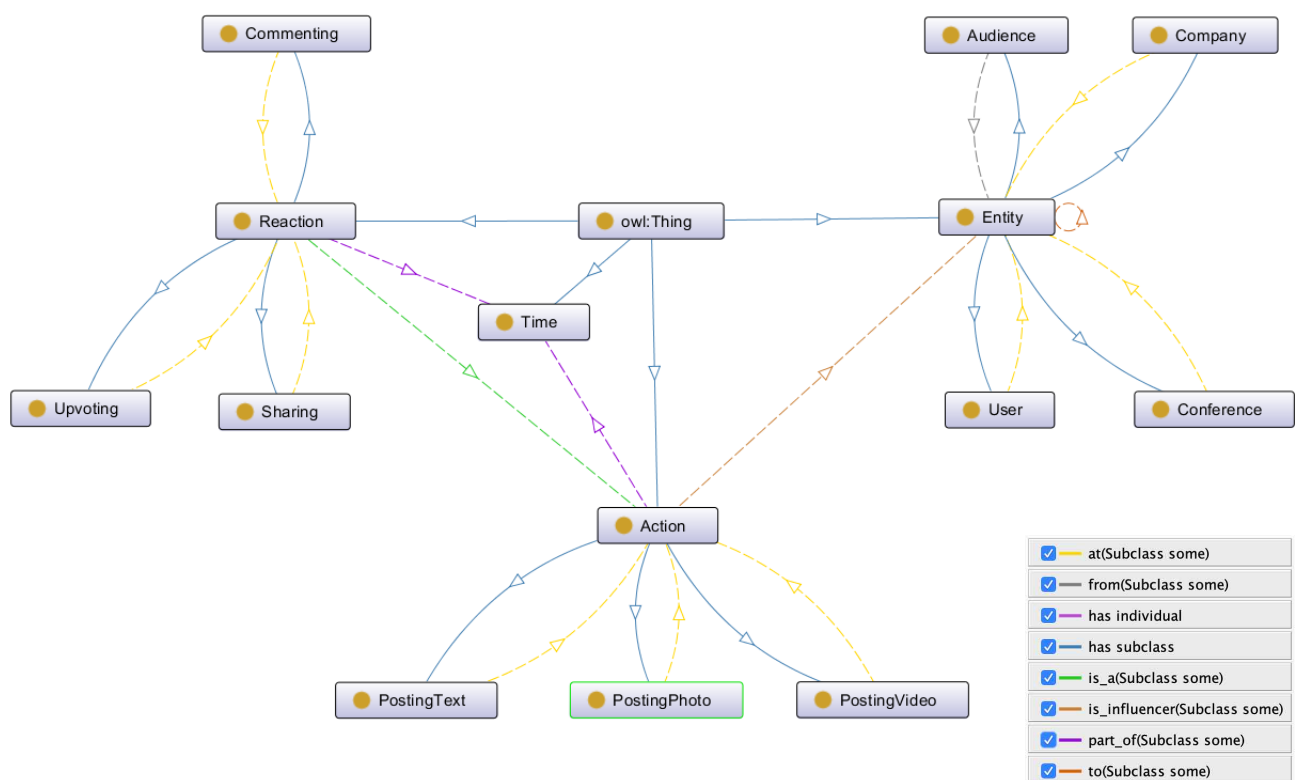 Commenting
Audience
Company
Reaction
owl:Thing
Entity
Time
Upvoting
Sharing
User
Conference
Action
PostingText
PostingPhoto
PostingVideo
at(Subclass some)
from(Subclass some)
has individual
has subclass
is_a(Subclass some)
is_influencer(Subclass some)
part_of(Subclass some)
to(Subclass some)